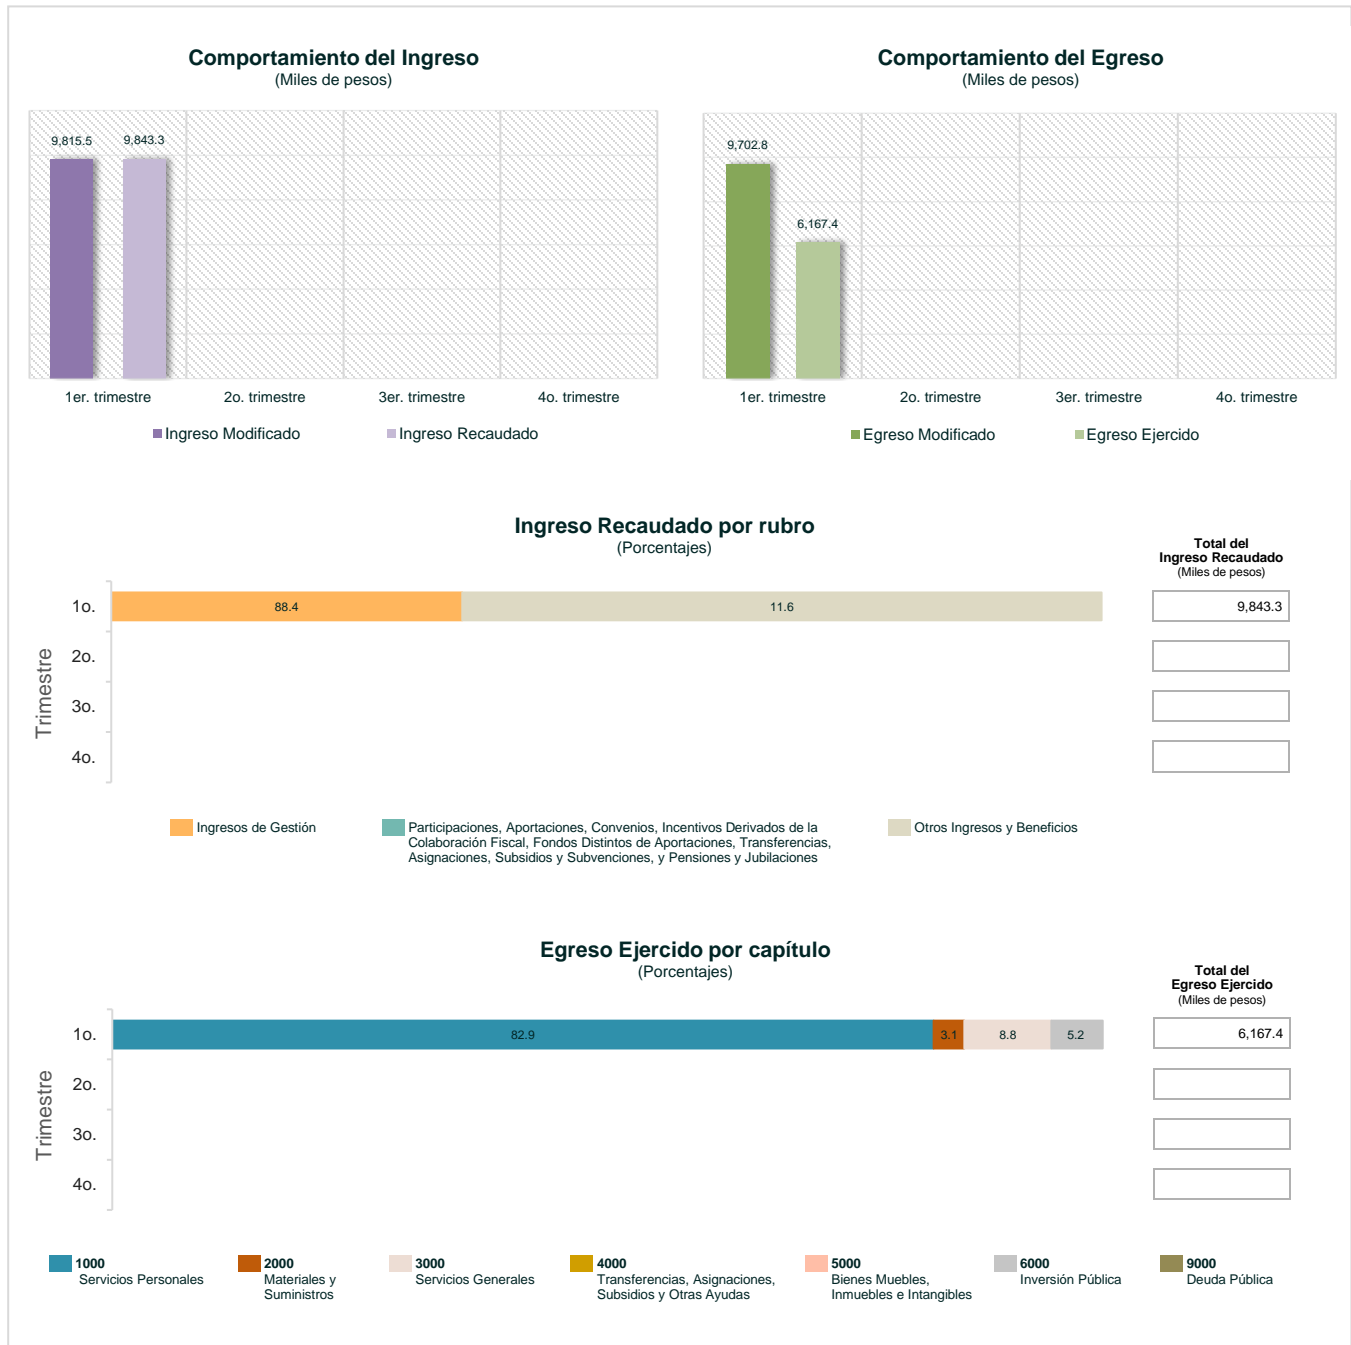 Comportamiento del Ingreso
(Miles de pesos)
9,815.5 9,843.3
1er. trimestre 2o. trimestre 3er. trimestre 4o. trimestre
Ingreso Modificado Ingreso Recaudado
Comportamiento del Egreso
(Miles de pesos)
9,702.8
6,167.4
1er. trimestre 2o. trimestre 3er. trimestre 4o. trimestre
Egreso Modificado Egreso Ejercido
Ingreso Recaudado por rubro
(Porcentajes)
Total del
Ingreso Recaudado
(Miles de pesos)
Trimestre
1o. 88.4 11.6 9,843.3
2o.
3o.
4o.
Ingresos de Gestión
Participaciones, Aportaciones, Convenios, Incentivos Derivados de la
Colaboración Fiscal, Fondos Distintos de Aportaciones, Transferencias,
Asignaciones, Subsidios y Subvenciones, y Pensiones y Jubilaciones
Otros Ingresos y Beneficios
Egreso Ejercido por capítulo
(Porcentajes)
Total del
Egreso Ejercido
(Miles de pesos)
Trimestre
1o. 82.9 3.1 8.8 5.2 6,167.4
2o.
3o.
4o.
1000
Servicios Personales
2000
Materiales y
Suministros
3000
Servicios Generales
4000
Transferencias, Asignaciones,
Subsidios y Otras Ayudas
5000
Bienes Muebles,
Inmuebles e Intangibles
6000
Inversión Pública
9000
Deuda Pública